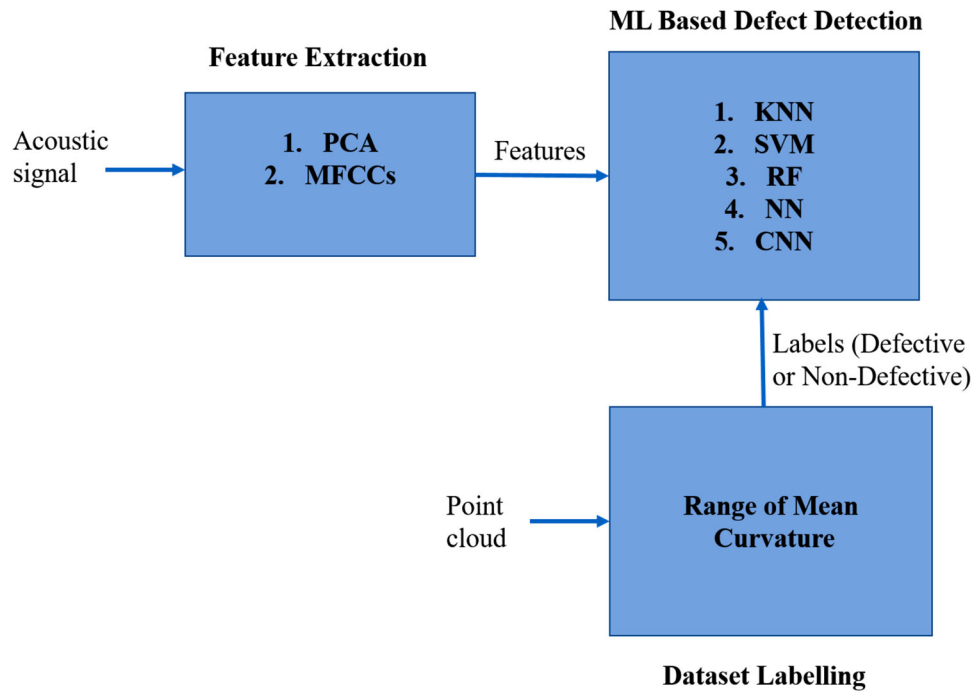 ML Based Defect Detection
Feature Extraction
Acoustic
signal
1. PCA
2. MFCCs
Features
1. KNN
2. SVM
3. RF
4. NN
5. CNN
Labels (Defective
or Non-Defective)
Point
cloud
Range of Mean
Curvature
Dataset Labelling